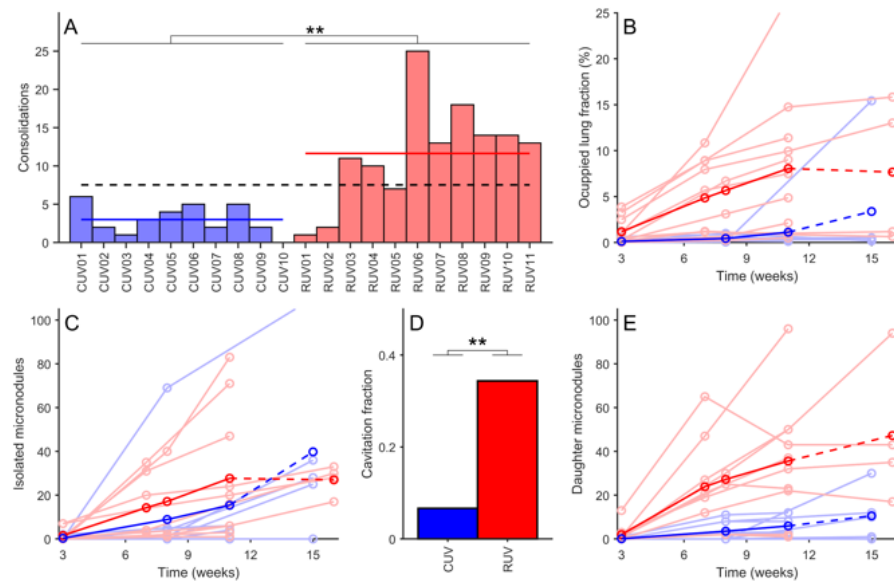 A
**
25
20
15
10
5
0
Consolidations
CUV01
CUV02
CUV03
CUV04
CUV05
CUV06
CUV07
CUV08
CUV09
CUV10
RUV01
RUV02
RUV03
RUV04
RUV05
RUV06
RUV07
RUV08
RUV09
RUV10
RUV11
B
25
20
15
10
5
0
Ocuppied lung fraction (%)
3
6
9
12
15
Time (weeks)
C
100
80
60
40
20
0
Isolated micronodules
3
6
9
12
15
Time (weeks)
D
**
0.4
0.2
0
Cavitation fraction
CUV
RUV
E
100
80
60
40
20
0
Daughter micronodules
3
6
9
12
15
Time (weeks)